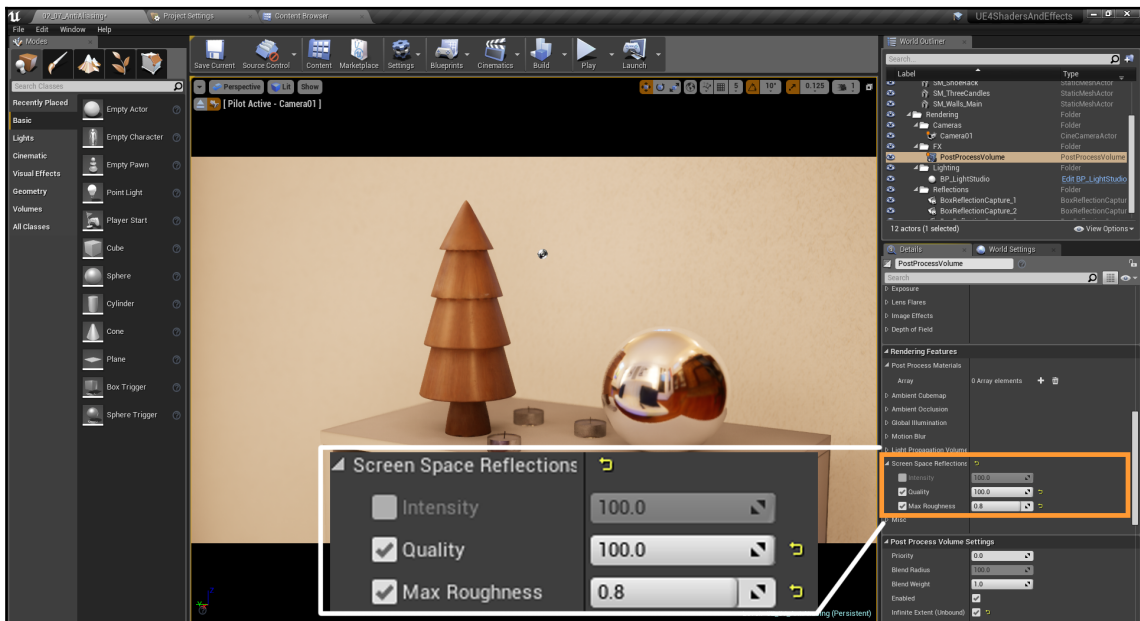 07_07_AntiAliasing*
Project Settings
Content Browser
UE4ShadersAndEffects
File Edit Window Help
Modes
Search Classes
Recently Placed
Basic
Lights
Cinematic
Visual Effects
Geometry
Volumes
All Classes
Empty Actor
Empty Character
Empty Pawn
Point Light
Player Start
Cube
Sphere
Cylinder
Cone
Plane
Box Trigger
Sphere Trigger
Save Current Source Control Content Marketplace Settings Blueprints Cinematics Build Play Launch
Perspective Lit Show
5 10° 0.125 1
[ Pilot Active - Camera01 ]
Screen Space Reflections
Intensity 100.0
Quality 100.0
Max Roughness 0.8
(Persistent)
World Outliner
Search...
Label Type
SM_ShoeRack StaticMeshActor
SM_ThreeCandles StaticMeshActor
SM_Walls_Main StaticMeshActor
Rendering Folder
Cameras Folder
Camera01 CineCameraActor
FX Folder
PostProcessVolume PostProcessVolume
Lighting Folder
BP_LightStudio Edit BP_LightStudio
Reflections Folder
BoxReflectionCapture_1 BoxReflectionCaptur
BoxReflectionCapture_2 BoxReflectionCaptur
12 actors (1 selected) View Options
Details World Settings
PostProcessVolume
Search
Exposure
Lens Flares
Image Effects
Depth of Field
Rendering Features
Post Process Materials
Array 0 Array elements
Ambient Cubemap
Ambient Occlusion
Global Illumination
Motion Blur
Light Propagation Volume
Screen Space Reflections
Intensity 100.0
Quality 100.0
Max Roughness 0.8
Misc
Post Process Volume Settings
Priority 0.0
Blend Radius 100.0
Blend Weight 1.0
Enabled
Infinite Extent (Unbound)